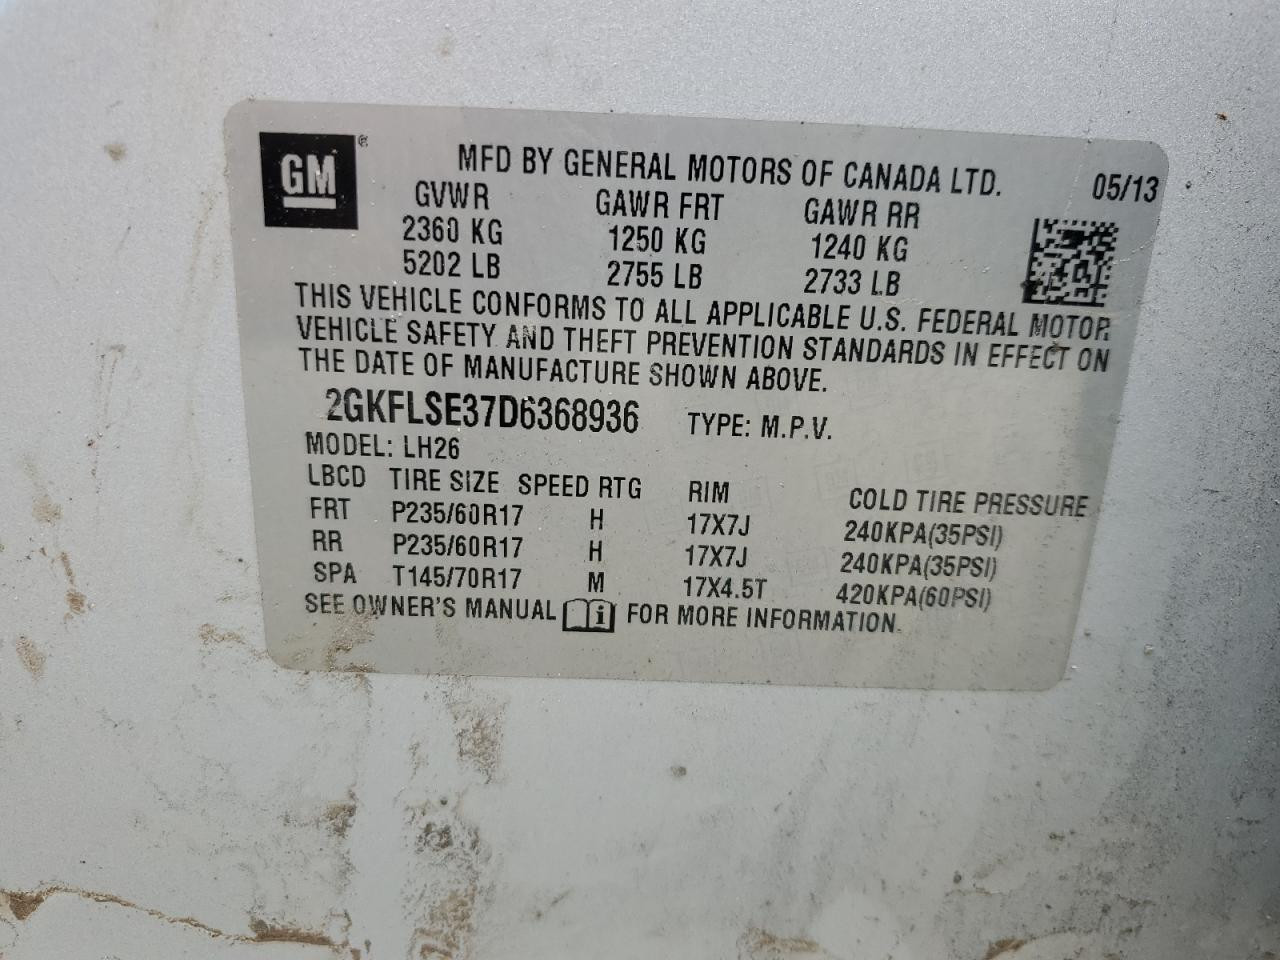 GM ® MFD BY GENERAL MOTORS OF CANADA LTD. 05/13
GVWR GAWR FRT GAWR RR
2360 KG 1250 KG 1240 KG
5202 LB 2755 LB 2733 LB
THIS VEHICLE CONFORMS TO ALL APPLICABLE U.S. FEDERAL MOTOR
VEHICLE SAFETY AND THEFT PREVENTION STANDARDS IN EFFECT ON
THE DATE OF MANUFACTURE SHOWN ABOVE.
2GKFLSE37D6368936 TYPE: M.P.V.
MODEL: LH26
LBCD TIRE SIZE SPEED RTG RIM COLD TIRE PRESSURE
FRT P235/60R17 H 17X7J 240KPA(35PSI)
RR P235/60R17 H 17X7J 240KPA(35PSI)
SPA T145/70R17 M 17X4.5T 420KPA(60PSI)
SEE OWNER'S MANUAL i FOR MORE INFORMATION.